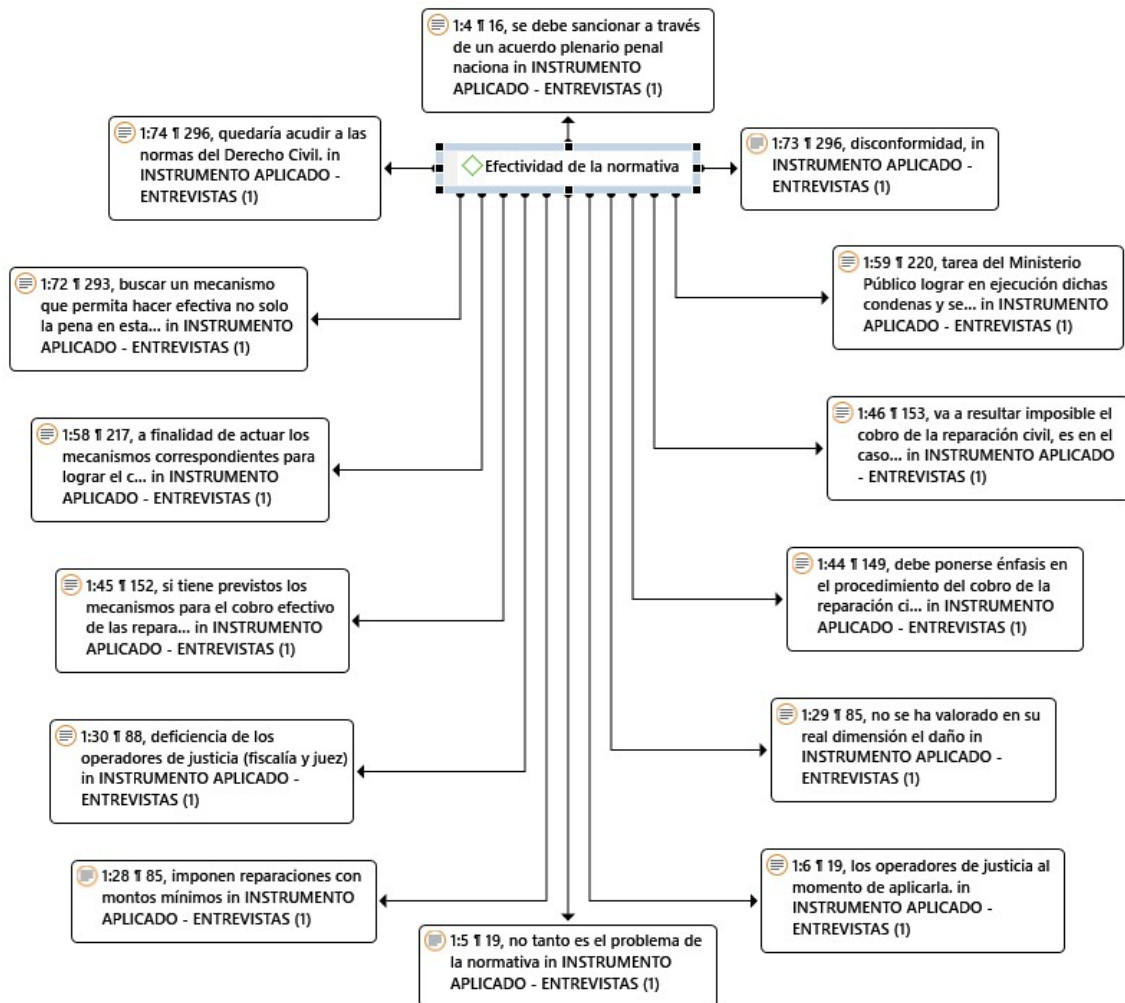 1:4 ¶ 16, se debe sancionar a través
de un acuerdo plenario penal
naciona in INSTRUMENTO
APLICADO - ENTREVISTAS (1)
1:74 ¶ 296, quedaría acudir a las
normas del Derecho Civil. in
INSTRUMENTO APLICADO -
ENTREVISTAS (1)
Efectividad de la normativa
1:73 ¶ 296, disconformidad, in
INSTRUMENTO APLICADO -
ENTREVISTAS (1)
1:72 ¶ 293, buscar un mecanismo
que permita hacer efectiva no solo
la pena en esta... in INSTRUMENTO
APLICADO - ENTREVISTAS (1)
1:59 ¶ 220, tarea del Ministerio
Público lograr en ejecución dichas
condenas y se... in INSTRUMENTO
APLICADO - ENTREVISTAS (1)
1:58 ¶ 217, a finalidad de actuar los
mecanismos correspondientes para
lograr el c... in INSTRUMENTO
APLICADO - ENTREVISTAS (1)
1:46 ¶ 153, va a resultar imposible el
cobro de la reparación civil, es en el
caso... in INSTRUMENTO APLICADO
- ENTREVISTAS (1)
1:45 ¶ 152, si tiene previstos los
mecanismos para el cobro efectivo
de las repara... in INSTRUMENTO
APLICADO - ENTREVISTAS (1)
1:44 ¶ 149, debe ponerse énfasis en
el procedimiento del cobro de la
reparación ci... in INSTRUMENTO
APLICADO - ENTREVISTAS (1)
1:30 ¶ 88, deficiencia de los
operadores de justicia (fiscalía y juez)
in INSTRUMENTO APLICADO -
ENTREVISTAS (1)
1:29 ¶ 85, no se ha valorado en su
real dimensión el daño in
INSTRUMENTO APLICADO -
ENTREVISTAS (1)
1:28 ¶ 85, imponen reparaciones con
montos mínimos in INSTRUMENTO
APLICADO - ENTREVISTAS (1)
1:6 ¶ 19, los operadores de justicia al
momento de aplicarla. in
INSTRUMENTO APLICADO -
ENTREVISTAS (1)
1:5 ¶ 19, no tanto es el problema de
la normativa in INSTRUMENTO
APLICADO - ENTREVISTAS (1)